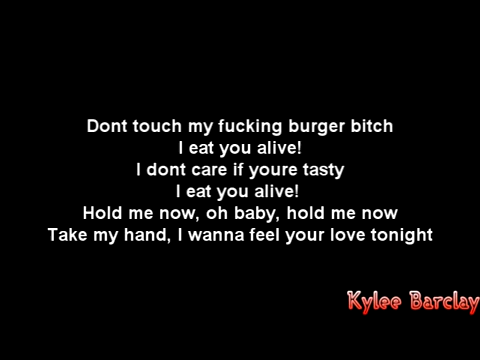 Dont touch my fucking burger bitch
I eat you alive!
I dont care if youre tasty
I eat you alive!
Hold me now, oh baby, hold me now
Take my hand, I wanna feel your love tonight
Kylee Barclay